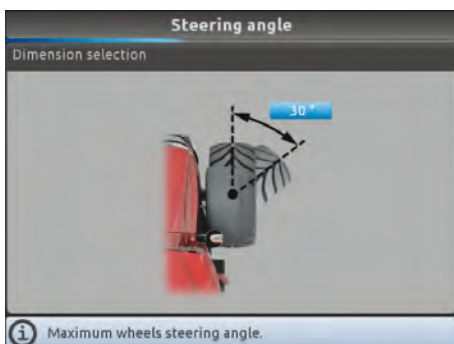 Steering angle
Dimension selection
30 °
Maximum wheels steering angle.